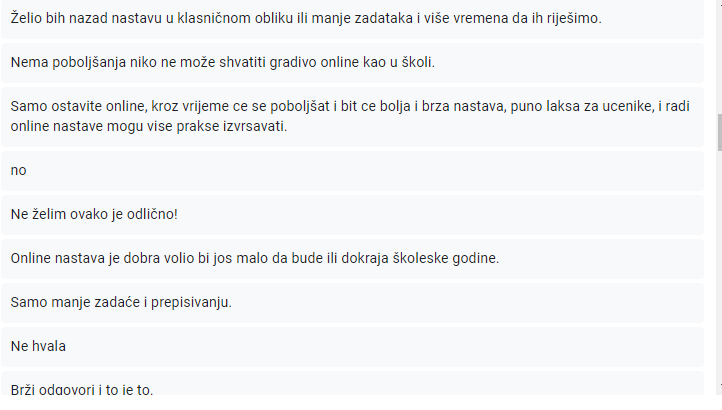 Želio bih nazad nastavu u klasničnom obliku ili manje zadataka i više vremena da ih riješimo.
Nema poboljšanja niko ne može shvatiti gradivo online kao u školi.
Samo ostavite online, kroz vrijeme ce se poboljšat i bit ce bolja i brza nastava, puno laksa za ucenike, i radi
online nastave mogu vise prakse izvrsavati.
no
Ne želim ovako je odlično!
Online nastava je dobra volio bi jos malo da bude ili dokraja školeske godine.
Samo manje zadaće i prepisivanju.
Ne hvala
Brži odgovori i to je to.